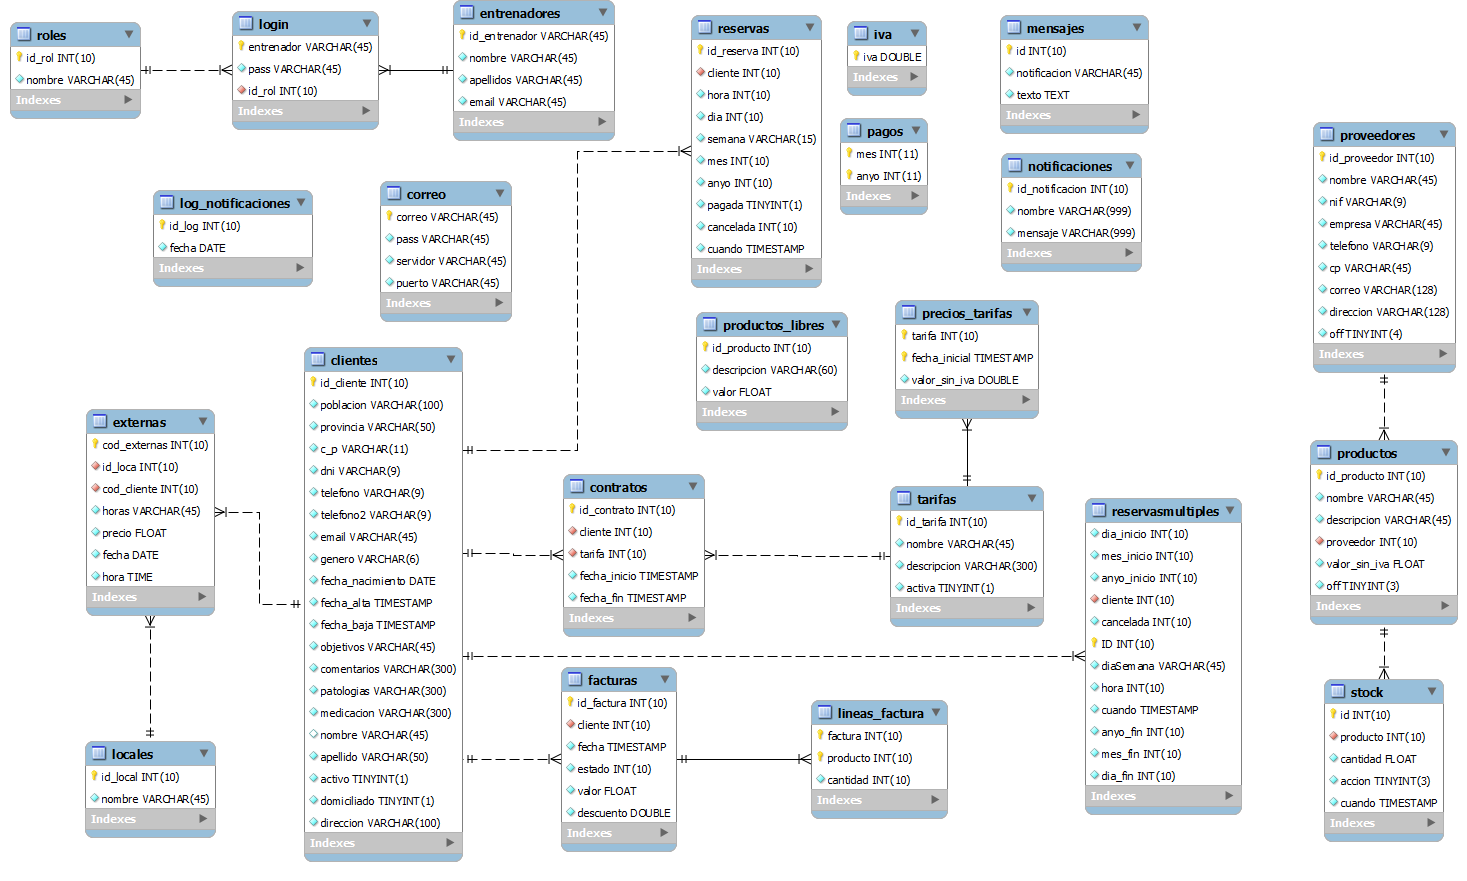 roles
id_rol INT(10)
nombre VARCHAR(45)
Indexes
login
entrenador VARCHAR(45)
pass VARCHAR(45)
id_rol INT(10)
Indexes
entrenadores
id_entrenador VARCHAR(45)
nombre VARCHAR(45)
apellidos VARCHAR(45)
email VARCHAR(45)
Indexes
reservas
id_reserva INT(10)
cliente INT(10)
hora INT(10)
dia INT(10)
semana VARCHAR(15)
mes INT(10)
anyo INT(10)
pagada TINYINT(1)
cancelada INT(10)
cuando TIMESTAMP
Indexes
iva
iva DOUBLE
Indexes
pagos
mes INT(11)
anyo INT(11)
Indexes
mensajes
id INT(10)
notificacion VARCHAR(45)
texto TEXT
Indexes
notificaciones
id_notificacion INT(10)
nombre VARCHAR(999)
mensaje VARCHAR(999)
Indexes
proveedores
id_proveedor INT(10)
nombre VARCHAR(45)
nif VARCHAR(9)
empresa VARCHAR(45)
telefono VARCHAR(9)
cp VARCHAR(45)
correo VARCHAR(128)
direccion VARCHAR(128)
off TINYINT(4)
Indexes
log_notificaciones
id_log INT(10)
fecha DATE
Indexes
correo
correo VARCHAR(45)
pass VARCHAR(45)
servidor VARCHAR(45)
puerto VARCHAR(45)
Indexes
productos_libres
id_producto INT(10)
descripcion VARCHAR(60)
valor FLOAT
Indexes
precios_tarifas
tarifa INT(10)
fecha_inicial TIMESTAMP
valor_sin_iva DOUBLE
Indexes
clientes
id_cliente INT(10)
poblacion VARCHAR(100)
provincia VARCHAR(50)
c_p VARCHAR(11)
dni VARCHAR(9)
telefono VARCHAR(9)
telefono2 VARCHAR(9)
email VARCHAR(45)
genero VARCHAR(6)
fecha_nacimiento DATE
fecha_alta TIMESTAMP
fecha_baja TIMESTAMP
objetivos VARCHAR(45)
comentarios VARCHAR(300)
patologias VARCHAR(300)
medicacion VARCHAR(300)
nombre VARCHAR(45)
apellido VARCHAR(50)
activo TINYINT(1)
domiciliado TINYINT(1)
direccion VARCHAR(100)
Indexes
externas
cod_externas INT(10)
id_loca INT(10)
cod_cliente INT(10)
horas VARCHAR(45)
precio FLOAT
fecha DATE
hora TIME
Indexes
locales
id_local INT(10)
nombre VARCHAR(45)
Indexes
contratos
id_contrato INT(10)
cliente INT(10)
tarifa INT(10)
fecha_inicio TIMESTAMP
fecha_fin TIMESTAMP
Indexes
tarifas
id_tarifa INT(10)
nombre VARCHAR(45)
descripcion VARCHAR(300)
activa TINYINT(1)
Indexes
facturas
id_factura INT(10)
cliente INT(10)
fecha TIMESTAMP
estado INT(10)
valor FLOAT
descuento DOUBLE
Indexes
lineas_factura
factura INT(10)
producto INT(10)
cantidad INT(10)
Indexes
reservasmultiples
dia_inicio INT(10)
mes_inicio INT(10)
anyo_inicio INT(10)
cliente INT(10)
cancelada INT(10)
ID INT(10)
diaSemana VARCHAR(45)
hora INT(10)
cuando TIMESTAMP
anyo_fin INT(10)
mes_fin INT(10)
dia_fin INT(10)
Indexes
productos
id_producto INT(10)
nombre VARCHAR(45)
descripcion VARCHAR(45)
proveedor INT(10)
valor_sin_iva FLOAT
off TINYINT(3)
Indexes
stock
id INT(10)
producto INT(10)
cantidad FLOAT
accion TINYINT(3)
cuando TIMESTAMP
Indexes